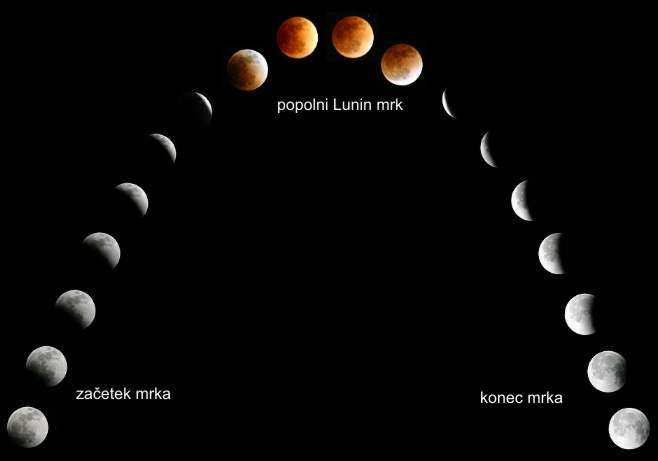 popolni Lunin mrk
začetek mrka
konec mrka